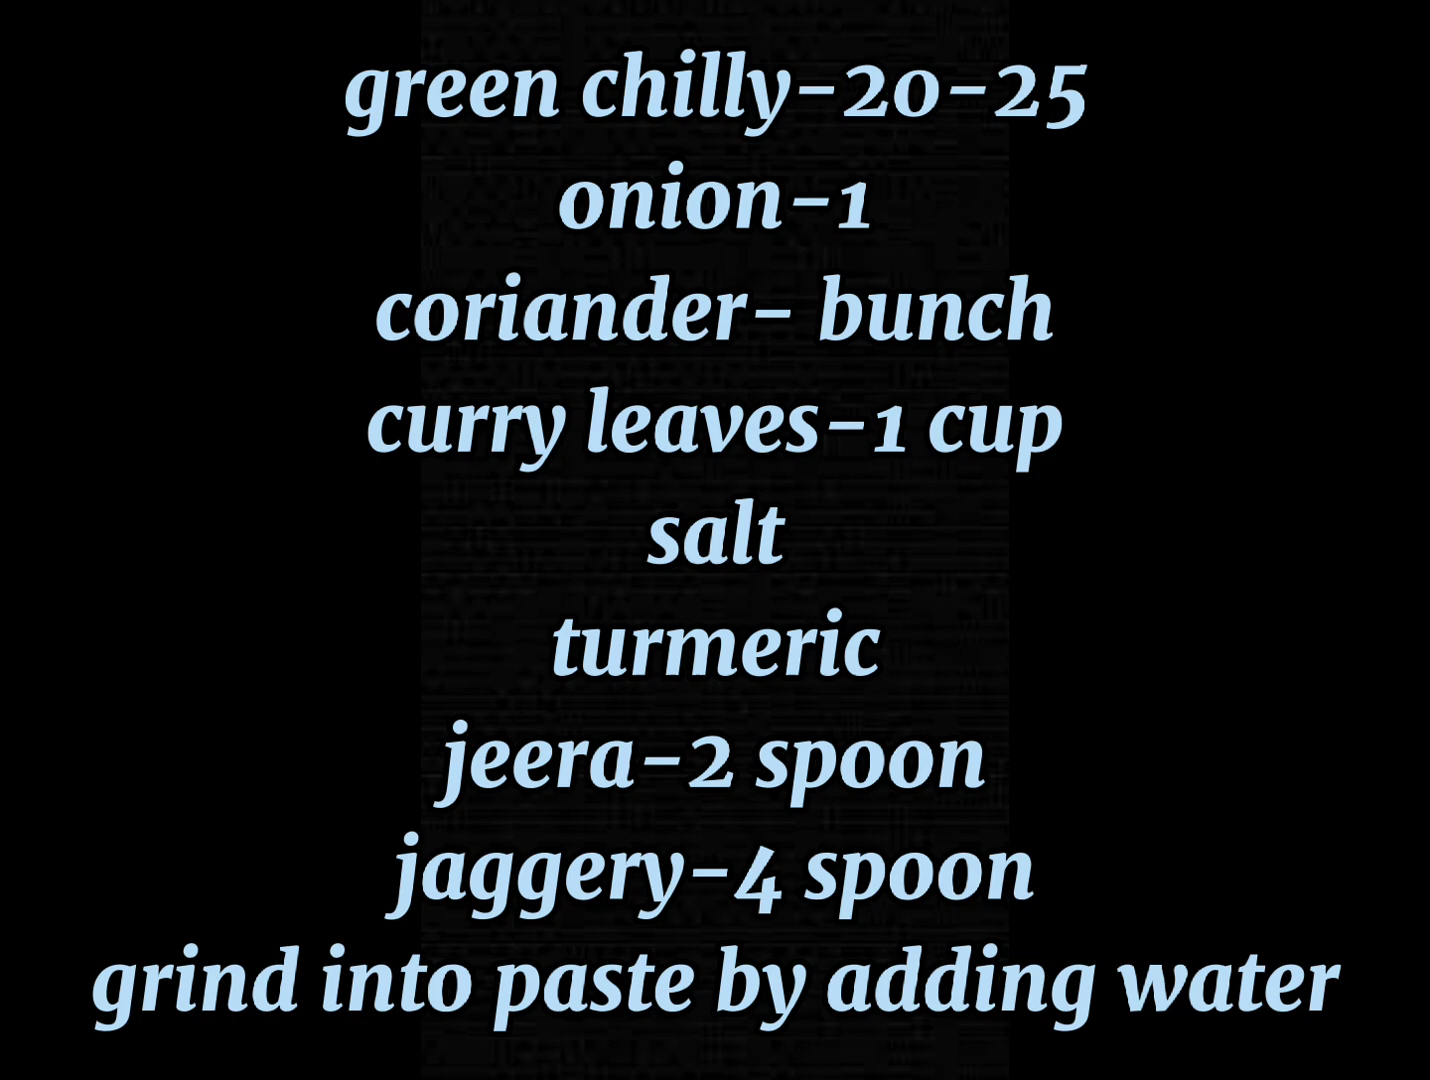 green chilly-20-25
onion-1
coriander- bunch
curry leaves-1 cup
salt
turmeric
jeera-2 spoon
jaggery-4 spoon
grind into paste by adding water